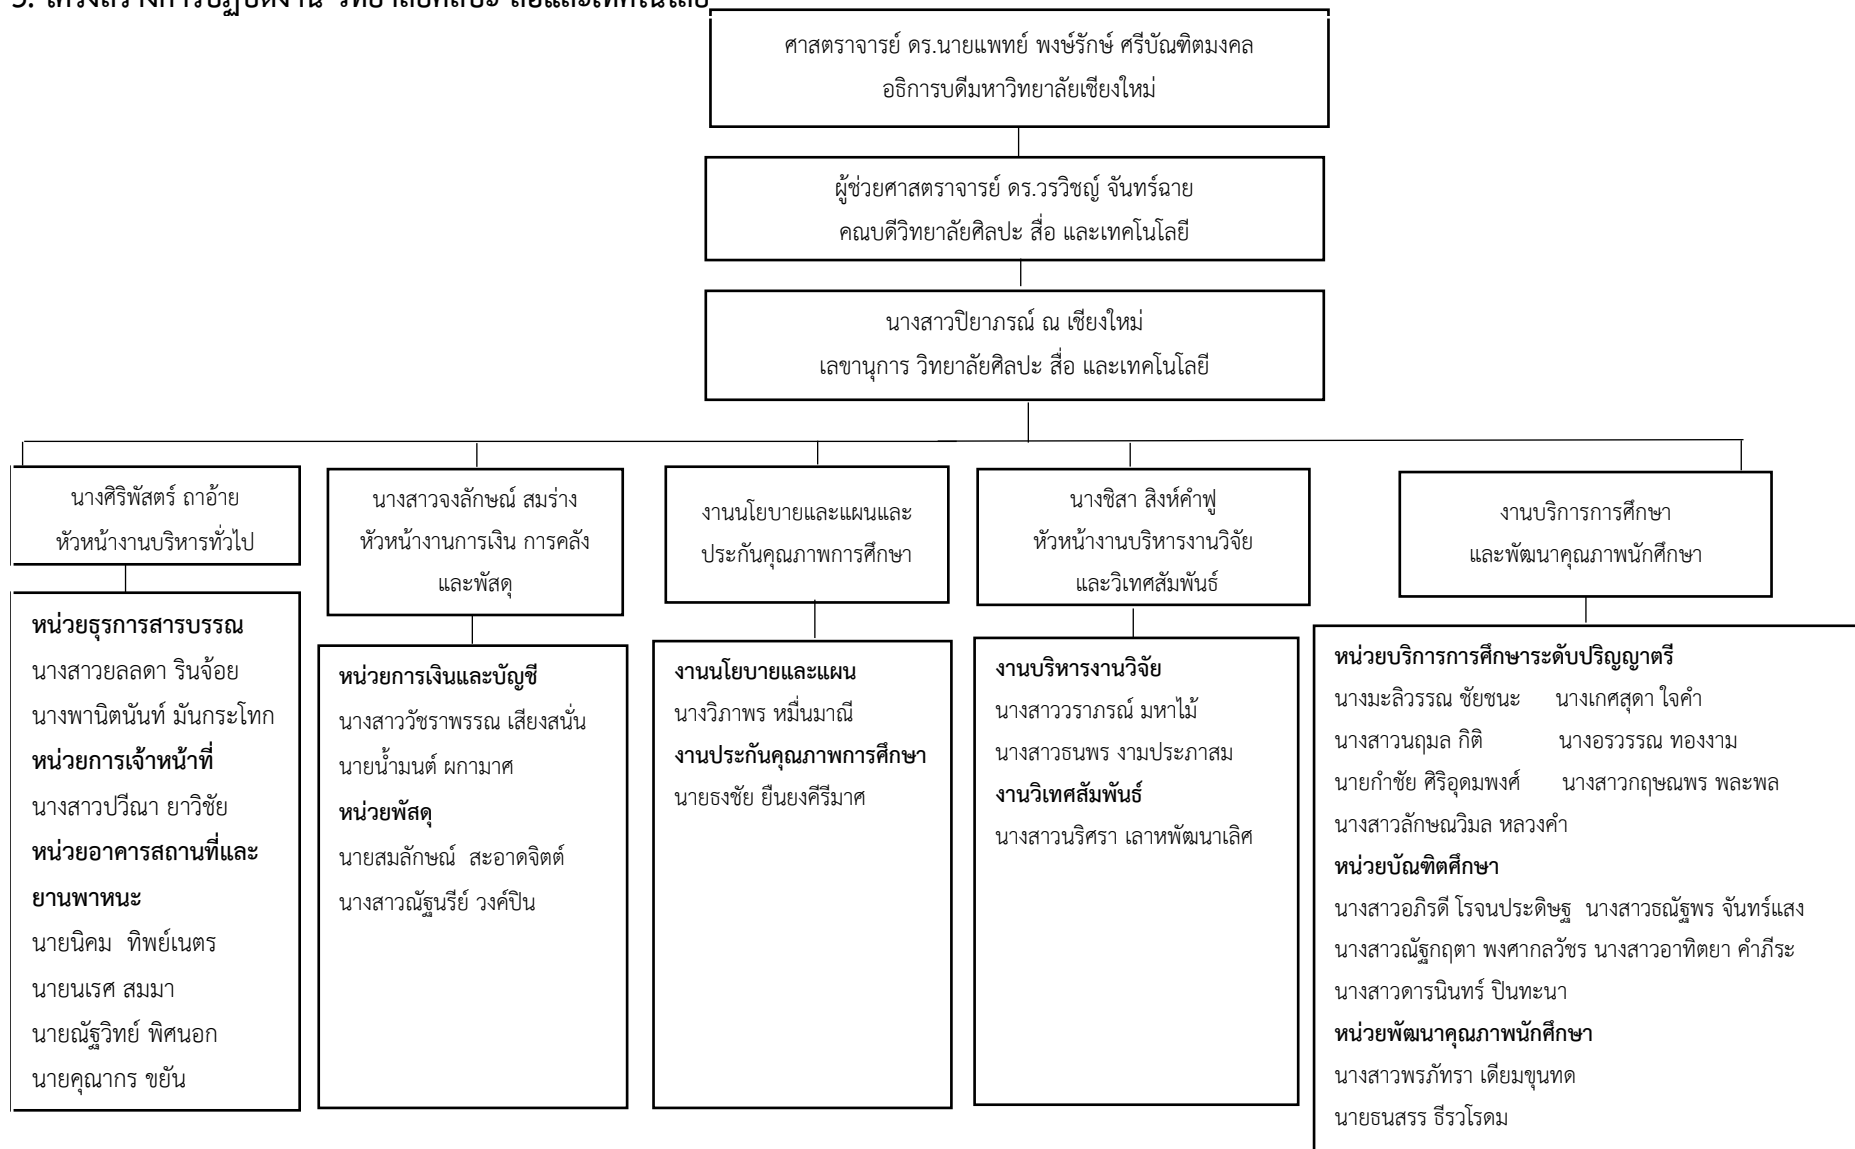 ศาสตราจารย์ ดร.นายแพทย์ พงษ์รักษ์ ศรีบัณฑิตมงคล
อธิการบดีมหาวิทยาลัยเชียงใหม่
ผู้ช่วยศาสตราจารย์ ดร.วรวิชญ์ จันทร์ฉาย
คณบดีวิทยาลัยศิลปะ สื่อ และเทคโนโลยี
นางสาวปิยาภรณ์ ณ เชียงใหม่
เลขานุการ วิทยาลัยศิลปะ สื่อ และเทคโนโลยี
นางศิริพัสตร์ ถาอ้าย
หัวหน้างานบริหารทั่วไป
หน่วยธุรการสารบรรณ
นางสาวยลลดา รินจ้อย
นางพานิตนันท์ มันกระโทก
หน่วยการเจ้าหน้าที่
นางสาวปวีณา ยาวิชัย
หน่วยอาคารสถานที่และ
ยานพาหนะ
นายนิคม  ทิพย์เนตร
นายนเรศ สมมา
นายณัฐวิทย์ พิศนอก
นายคุณากร ขยัน
นางสาวจงลักษณ์ สมร่าง
หัวหน้างานการเงิน การคลัง
และพัสดุ
หน่วยการเงินและบัญชี
นางสาววัชราพรรณ เสียงสนั่น
นายน้ำมนต์ ผกามาศ
หน่วยพัสดุ
นายสมลักษณ์  สะอาดจิตต์
นางสาวณัฐนรีย์ วงค์ปิน
งานนโยบายและแผนและ
ประกันคุณภาพการศึกษา
งานนโยบายและแผน
นางวิภาพร หมื่นมาณี
งานประกันคุณภาพการศึกษา
นายธงชัย ยืนยงคีรีมาศ
นางชิสา สิงห์คำฟู
หัวหน้างานบริหารงานวิจัย
และวิเทศสัมพันธ์
งานบริหารงานวิจัย
นางสาววราภรณ์ มหาไม้
นางสาวธนพร งามประภาสม
งานวิเทศสัมพันธ์
นางสาวนริศรา เลาหพัฒนาเลิศ
งานบริการการศึกษา
และพัฒนาคุณภาพนักศึกษา
หน่วยบริการการศึกษาระดับปริญญาตรี
นางมะลิวรรณ ชัยชนะ นางเกศสุดา ใจคำ
นางสาวนฤมล กิติ นางอรวรรณ ทองงาม
นายกำชัย ศิริอุดมพงศ์ นางสาวกฤษณพร พละพล
นางสาวลักษณวิมล หลวงคำ
หน่วยบัณฑิตศึกษา
นางสาวอภิรดี โรจนประดิษฐ นางสาวธณัฐพร จันทร์แสง
นางสาวณัฐกฤตา พงศากลวัชร นางสาวอาทิตยา คำภีระ
นางสาวดารนินทร์ ปินทะนา
หน่วยพัฒนาคุณภาพนักศึกษา
นางสาวพรภัทรา เดียมขุนทด
นายธนสรร ธีรวโรดม